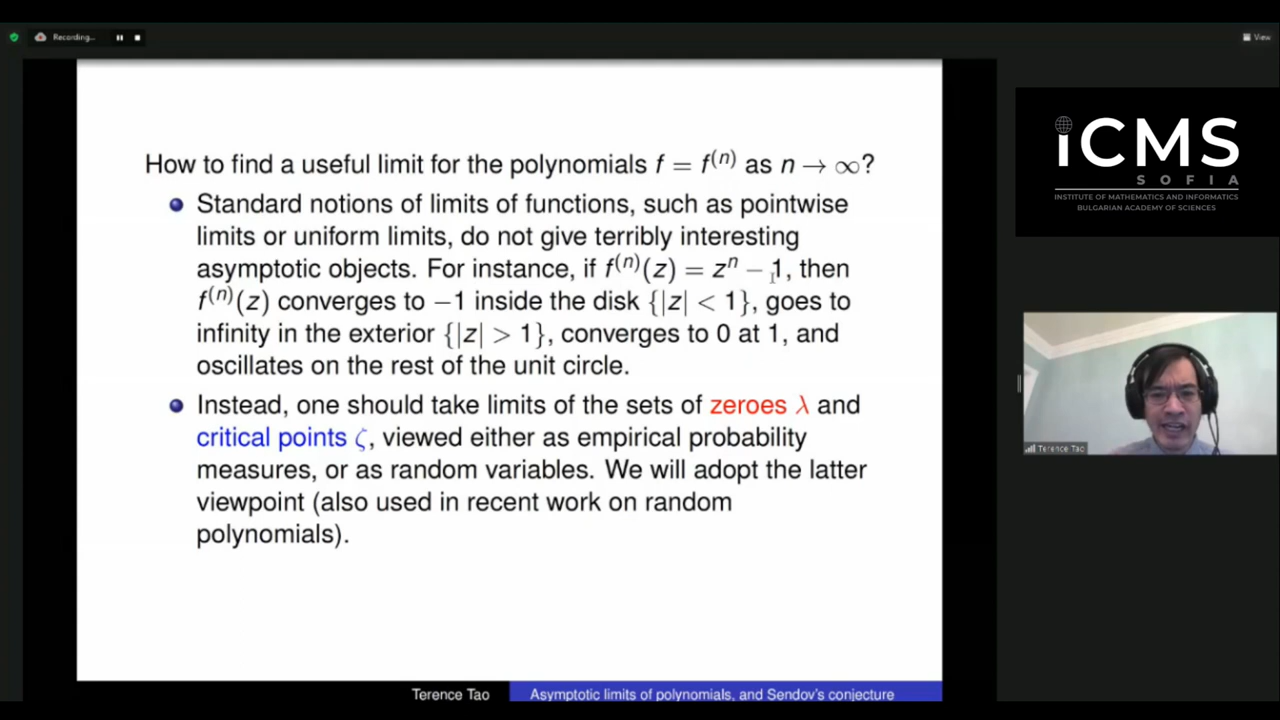 Recording...
View
How to find a useful limit for the polynomials f = f⁽ⁿ⁾ as n → ∞?
Standard notions of limits of functions, such as pointwise
limits or uniform limits, do not give terribly interesting
asymptotic objects. For instance, if f⁽ⁿ⁾(z) = zⁿ − 1, then
f⁽ⁿ⁾(z) converges to −1 inside the disk {|z| < 1}, goes to
infinity in the exterior {|z| > 1}, converges to 0 at 1, and
oscillates on the rest of the unit circle.
Instead, one should take limits of the sets of zeroes λ and
critical points ζ, viewed either as empirical probability
measures, or as random variables. We will adopt the latter
viewpoint (also used in recent work on random
polynomials).
Terence Tao
Asymptotic limits of polynomials, and Sendov's conjecture
iCMS
SOFIA
INSTITUTE OF MATHEMATICS AND INFORMATICS
BULGARIAN ACADEMY OF SCIENCES
Terence Tao